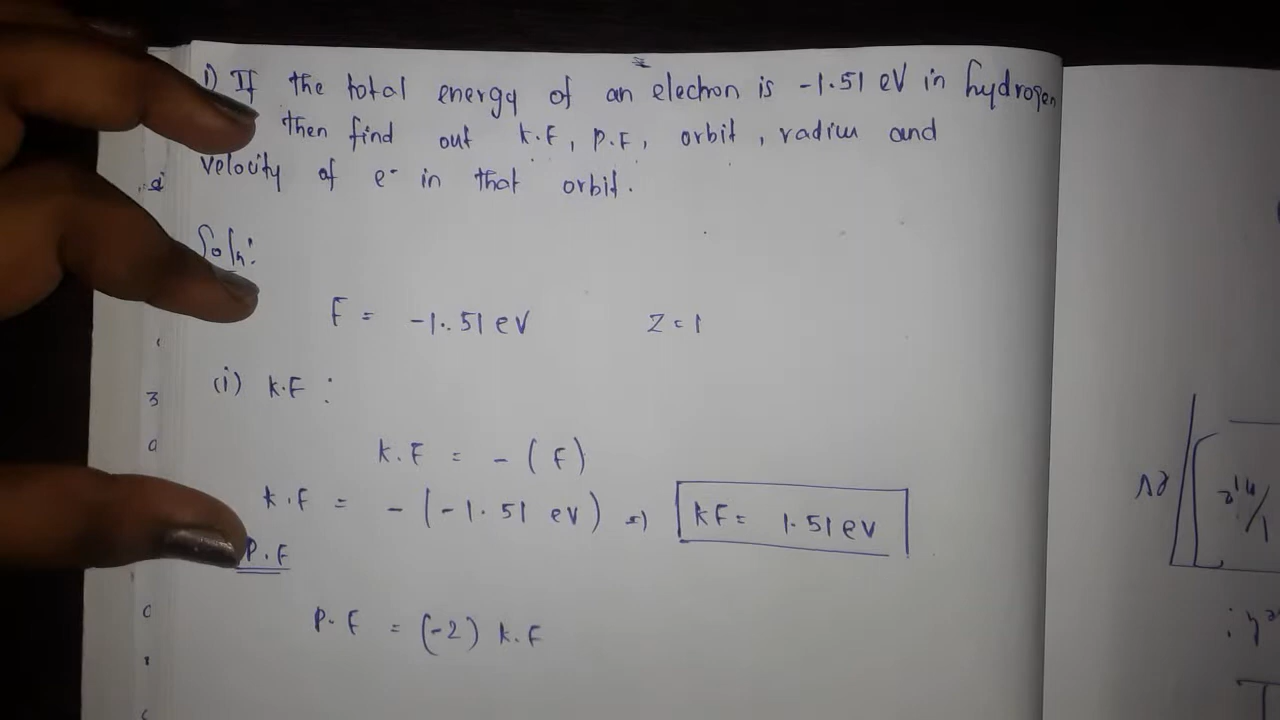 1) If the total energy of an electron is -1.51 eV in hydrogen
then find out K.E, P.E, orbit, radius and
velocity of e- in that orbit.
Soln:
E = -1.51 eV Z = 1
(i) K.E :
K.E = - (E)
K.E = - (-1.51 ev) => KE = 1.51 ev
P.E
P.E = (-2) K.E